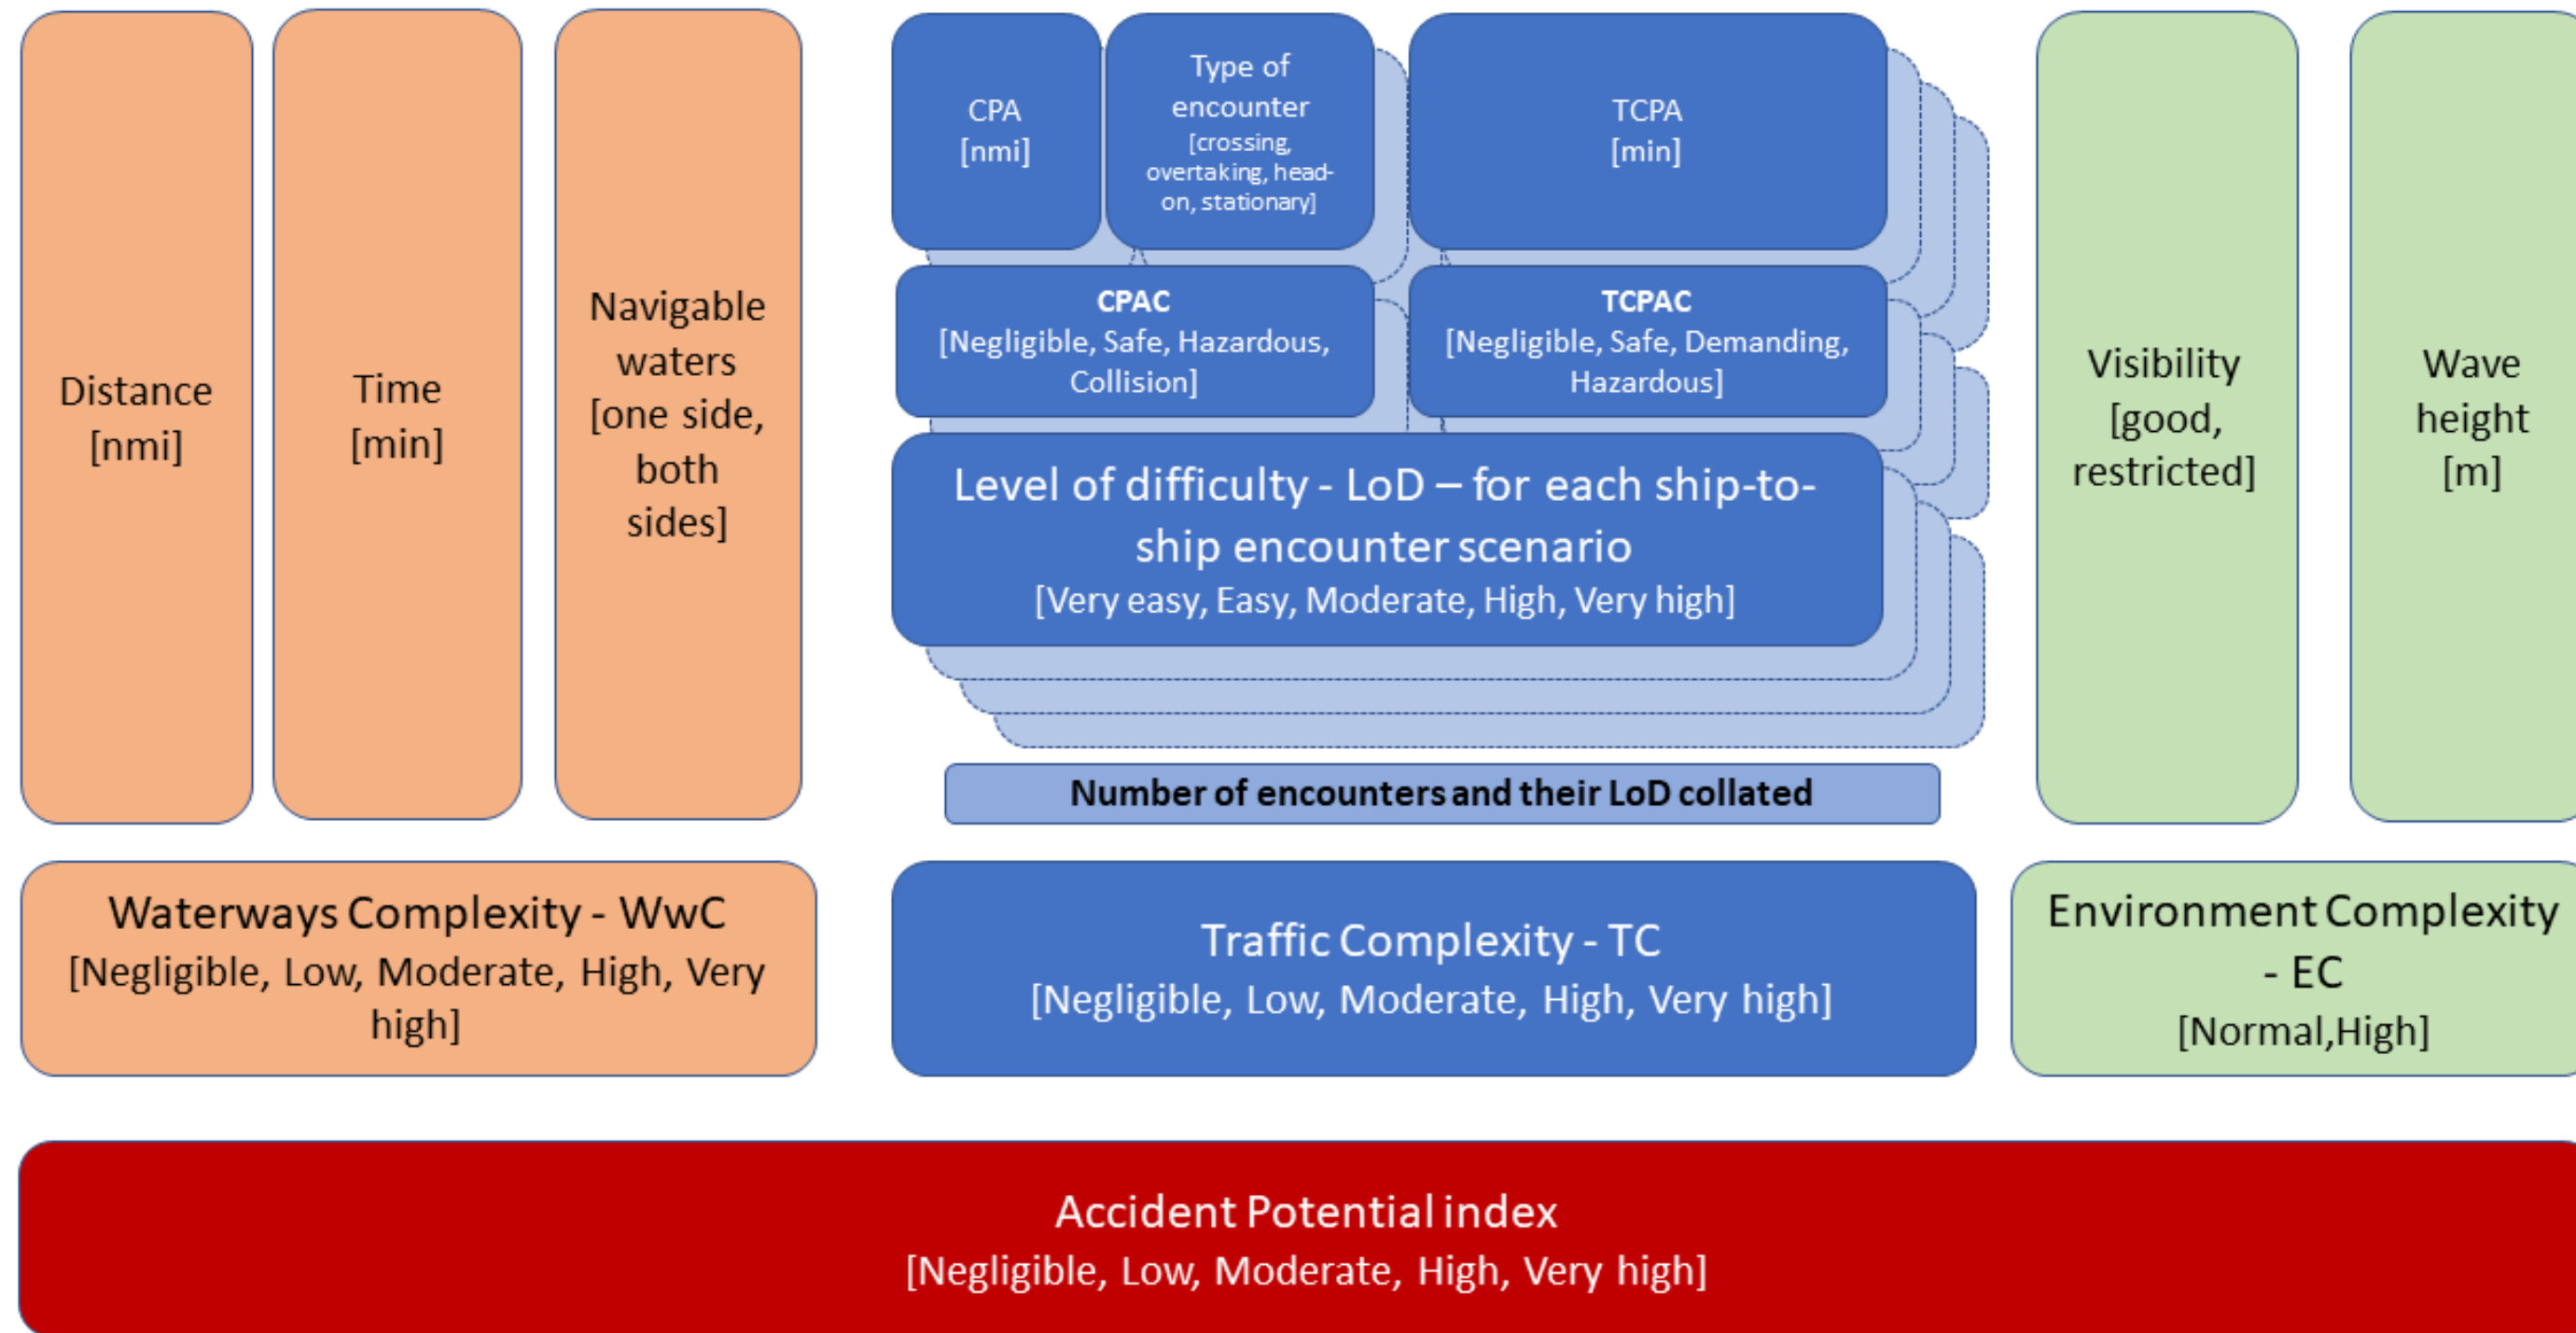 Distance
[nmi]
Time
[min]
Navigable
waters
[one side,
both
sides]
CPA
[nmi]
Type of
encounter
[crossing,
overtaking, head-
on, stationary]
TCPA
[min]
CPAC
[Negligible, Safe, Hazardous,
Collision]
TCPAC
[Negligible, Safe, Demanding,
Hazardous]
Level of difficulty - LoD – for each ship-to-
ship encounter scenario
[Very easy, Easy, Moderate, High, Very high]
Number of encounters and their LoD collated
Visibility
[good,
restricted]
Wave
height
[m]
Waterways Complexity - WwC
[Negligible, Low, Moderate, High, Very
high]
Traffic Complexity - TC
[Negligible, Low, Moderate, High, Very high]
Environment Complexity
- EC
[Normal,High]
Accident Potential index
[Negligible, Low, Moderate, High, Very high]